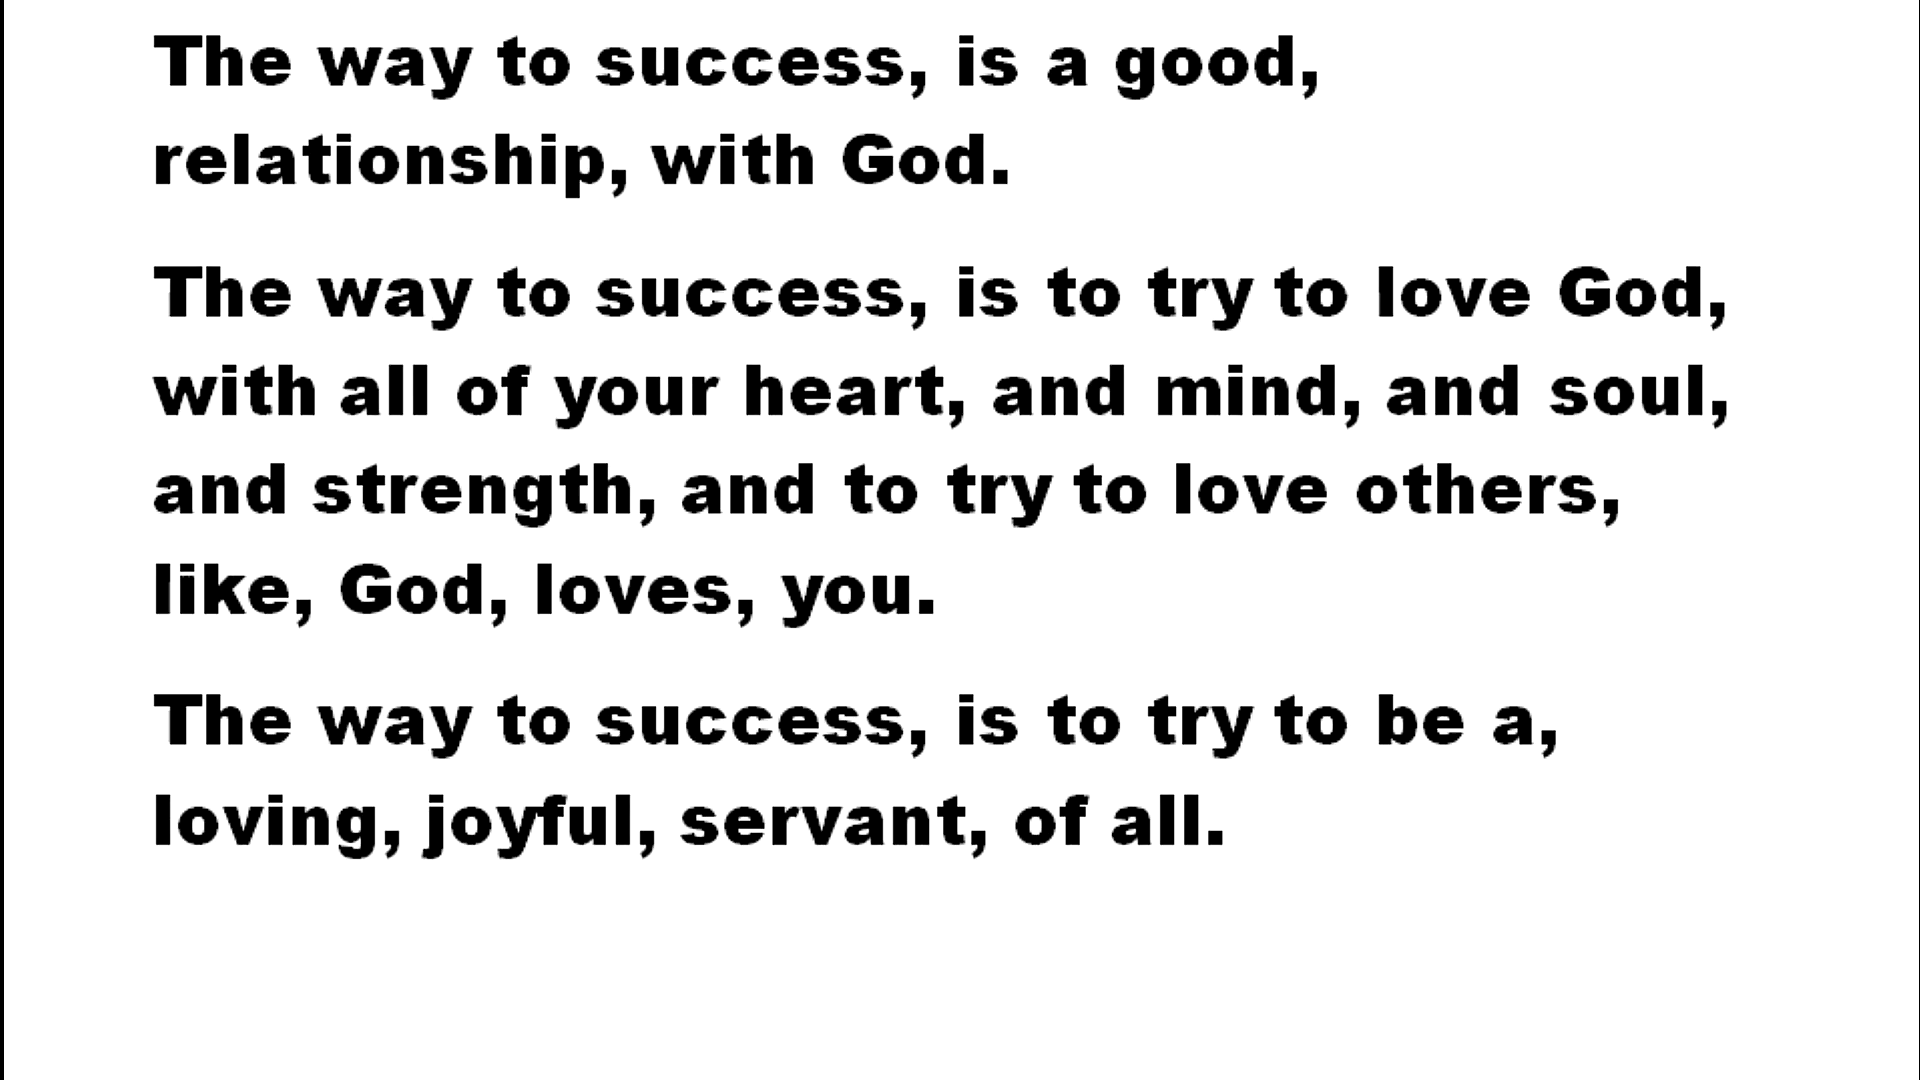 The way to success, is a good,
relationship, with God.
The way to success, is to try to love God,
with all of your heart, and mind, and soul,
and strength, and to try to love others,
like, God, loves, you.
The way to success, is to try to be a,
loving, joyful, servant, of all.